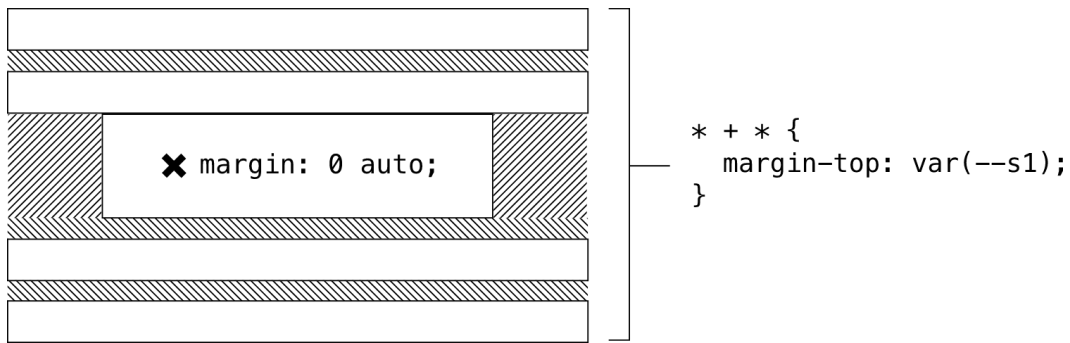 ✖ margin: 0 auto;
* + * {
  margin-top: var(--s1);
}